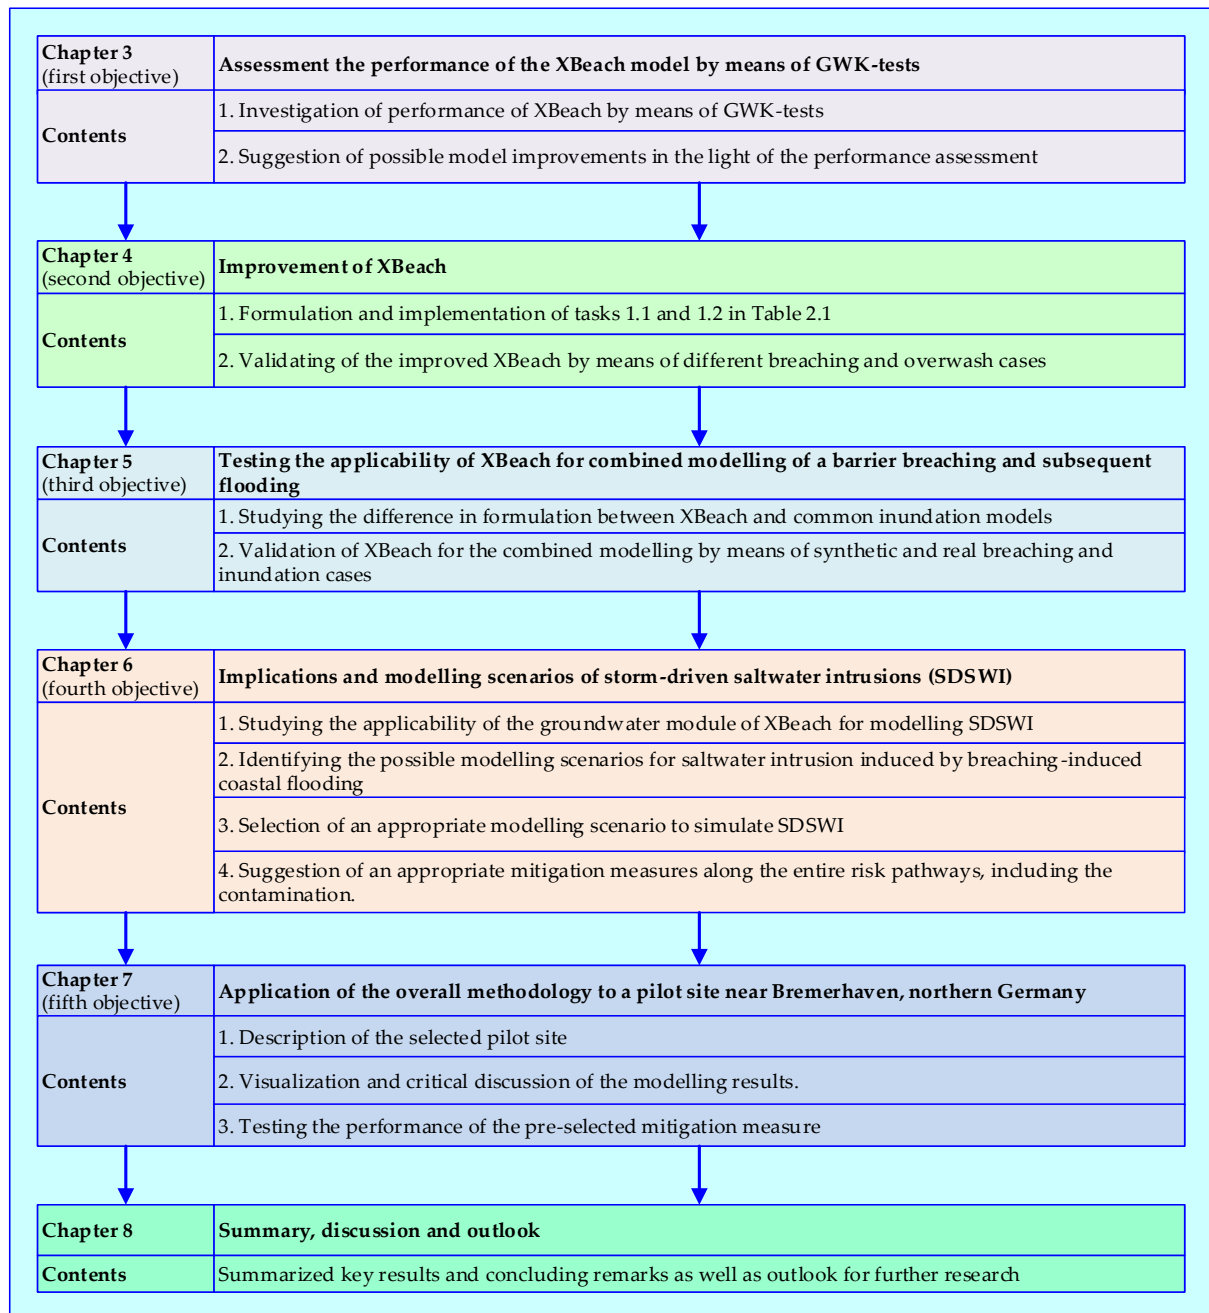 Chapter 3
(first objective)
Assessment the performance of the XBeach model by means of GWK-tests
Contents
1. Investigation of performance of XBeach by means of GWK-tests
2. Suggestion of possible model improvements in the light of the performance assessment
Chapter 4
(second objective)
Improvement of XBeach
Contents
1. Formulation and implementation of tasks 1.1 and 1.2 in Table 2.1
2. Validating of the improved XBeach by means of different breaching and overwash cases
Chapter 5
(third objective)
Testing the applicability of XBeach for combined modelling of a barrier breaching and subsequent
flooding
Contents
1. Studying the difference in formulation between XBeach and common inundation models
2. Validation of XBeach for the combined modelling by means of synthetic and real breaching and
inundation cases
Chapter 6
(fourth objective)
Implications and modelling scenarios of storm-driven saltwater intrusions (SDSWI)
Contents
1. Studying the applicability of the groundwater module of XBeach for modelling SDSWI
2. Identifying the possible modelling scenarios for saltwater intrusion induced by breaching-induced
coastal flooding
3. Selection of an appropriate modelling scenario to simulate SDSWI
4. Suggestion of an appropriate mitigation measures along the entire risk pathways, including the
contamination.
Chapter 7
(fifth objective)
Application of the overall methodology to a pilot site near Bremerhaven, northern Germany
Contents
1. Description of the selected pilot site
2. Visualization and critical discussion of the modelling results.
3. Testing the performance of the pre-selected mitigation measure
Chapter 8
Summary, discussion and outlook
Contents
Summarized key results and concluding remarks as well as outlook for further research